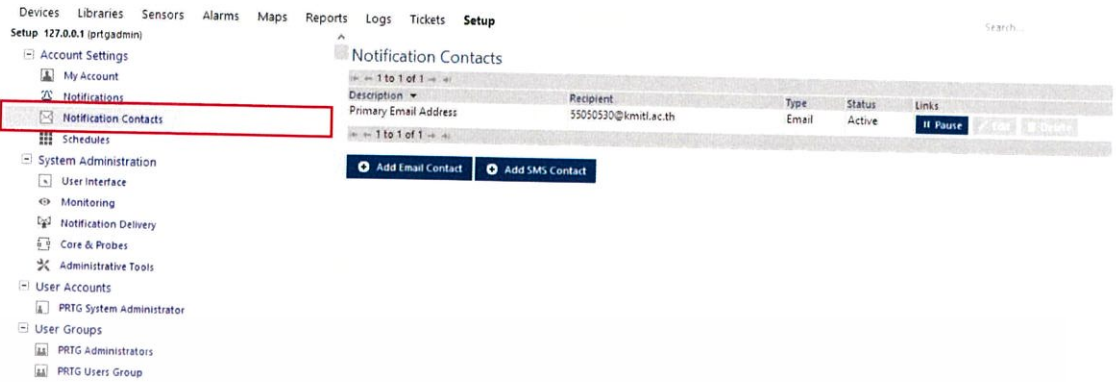 Devices Libraries Sensors Alarms Maps Reports Logs Tickets Setup
Search...
Setup 127.0.0.1 (prtgadmin)
Account Settings
My Account
Notifications
Notification Contacts
Schedules
System Administration
User Interface
Monitoring
Notification Delivery
Core & Probes
Administrative Tools
User Accounts
PRTG System Administrator
User Groups
PRTG Administrators
PRTG Users Group
Notification Contacts
1 to 1 of 1
Description Recipient Type Status Links
Primary Email Address 55050530@kmitl.ac.th Email Active Pause Edit Delete
1 to 1 of 1
Add Email Contact Add SMS Contact